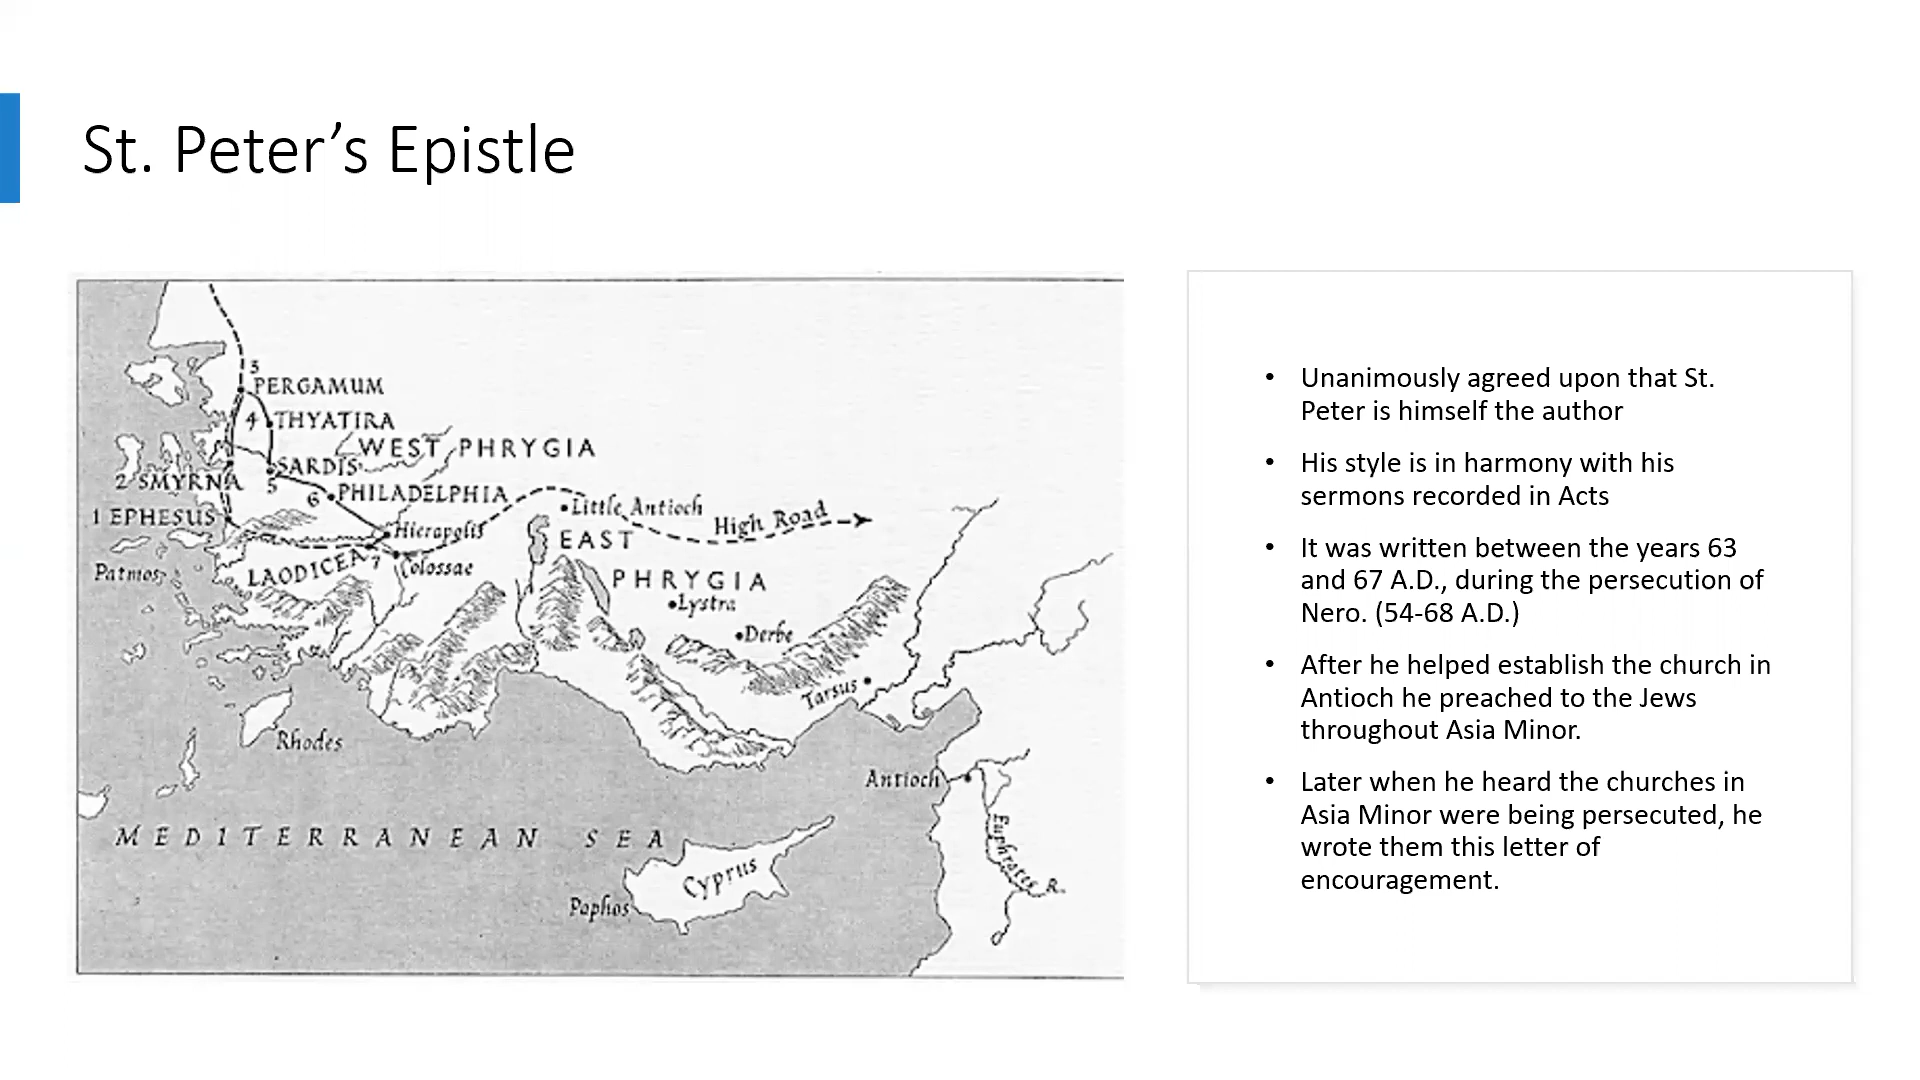 St. Peter’s Epistle
3
PERGAMUM
4 THYATIRA
WEST PHRYGIA
SARDIS
2 SMYRNA
5
6 PHILADELPHIA
Little Antioch
High Road
1 EPHESUS
Hierapolis
EAST
Patmos
LAODICEA 7
Colossae
PHRYGIA
Lystra
Derbe
Tarsus
Rhodes
Antioch
MEDITERRANEAN SEA
Euphrates R.
Cyprus
Paphos
• Unanimously agreed upon that St.
Peter is himself the author
• His style is in harmony with his
sermons recorded in Acts
• It was written between the years 63
and 67 A.D., during the persecution of
Nero. (54-68 A.D.)
• After he helped establish the church in
Antioch he preached to the Jews
throughout Asia Minor.
• Later when he heard the churches in
Asia Minor were being persecuted, he
wrote them this letter of
encouragement.